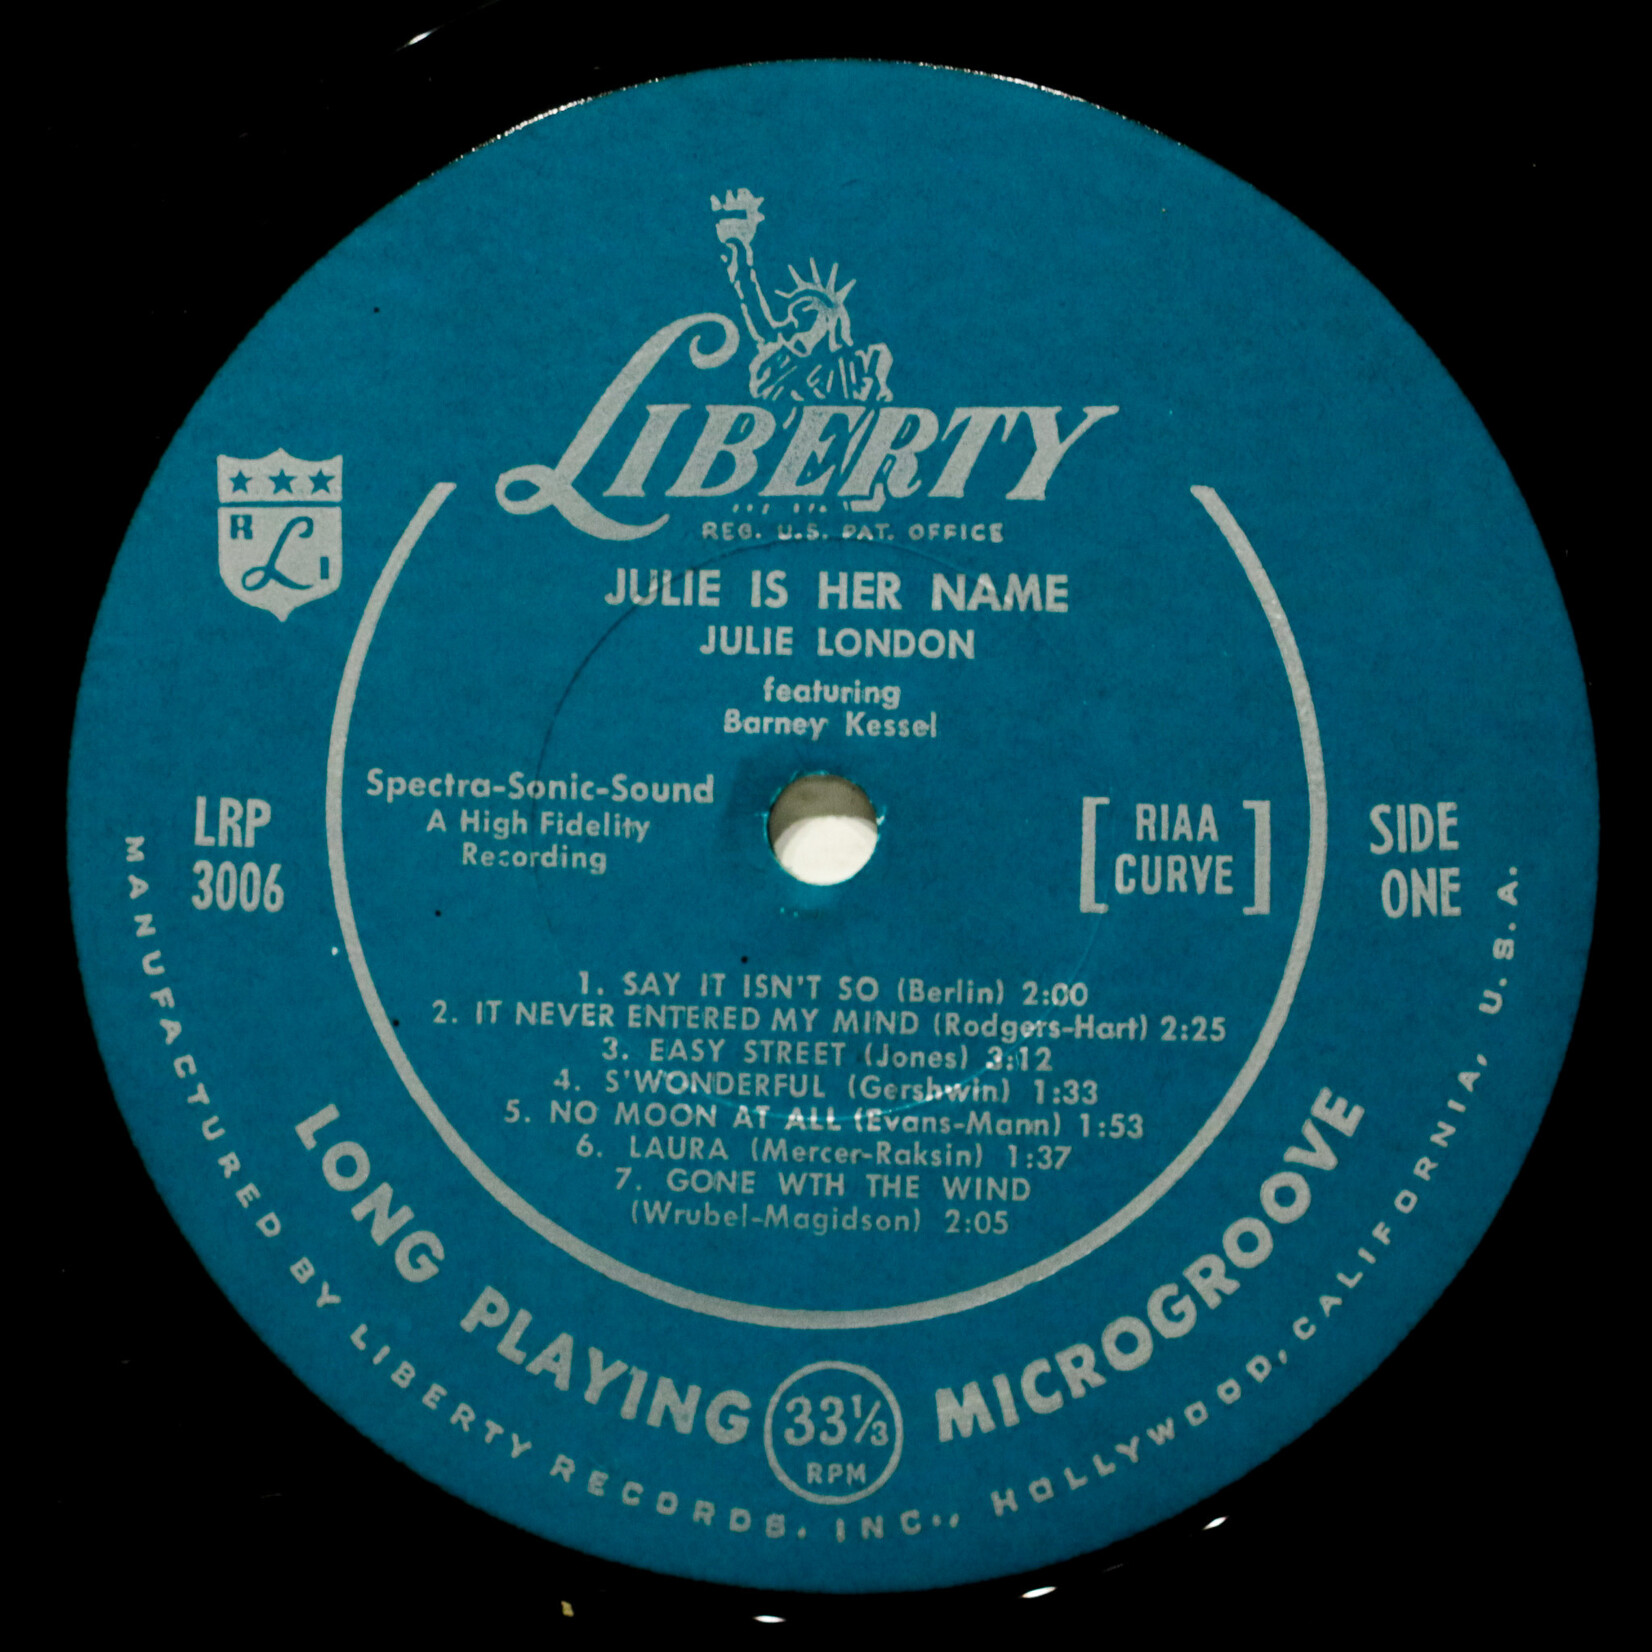 LIBERTY
REG. U.S. PAT. OFFICE
R L I
JULIE IS HER NAME
JULIE LONDON
featuring
Barney Kessel
Spectra-Sonic-Sound
A High Fidelity
Recording
LRP
3006
[RIAA
CURVE]
SIDE
ONE
1. SAY IT ISN'T SO (Berlin) 2:00
2. IT NEVER ENTERED MY MIND (Rodgers-Hart) 2:25
3. EASY STREET (Jones) 3:12
4. S'WONDERFUL (Gershwin) 1:33
5. NO MOON AT ALL (Evans-Mann) 1:53
6. LAURA (Mercer-Raksin) 1:37
7. GONE WTH THE WIND
(Wrubel-Magidson) 2:05
LONG PLAYING 33⅓ RPM MICROGROOVE
MANUFACTURED BY LIBERTY RECORDS, INC., HOLLYWOOD, CALIFORNIA, U.S.A.